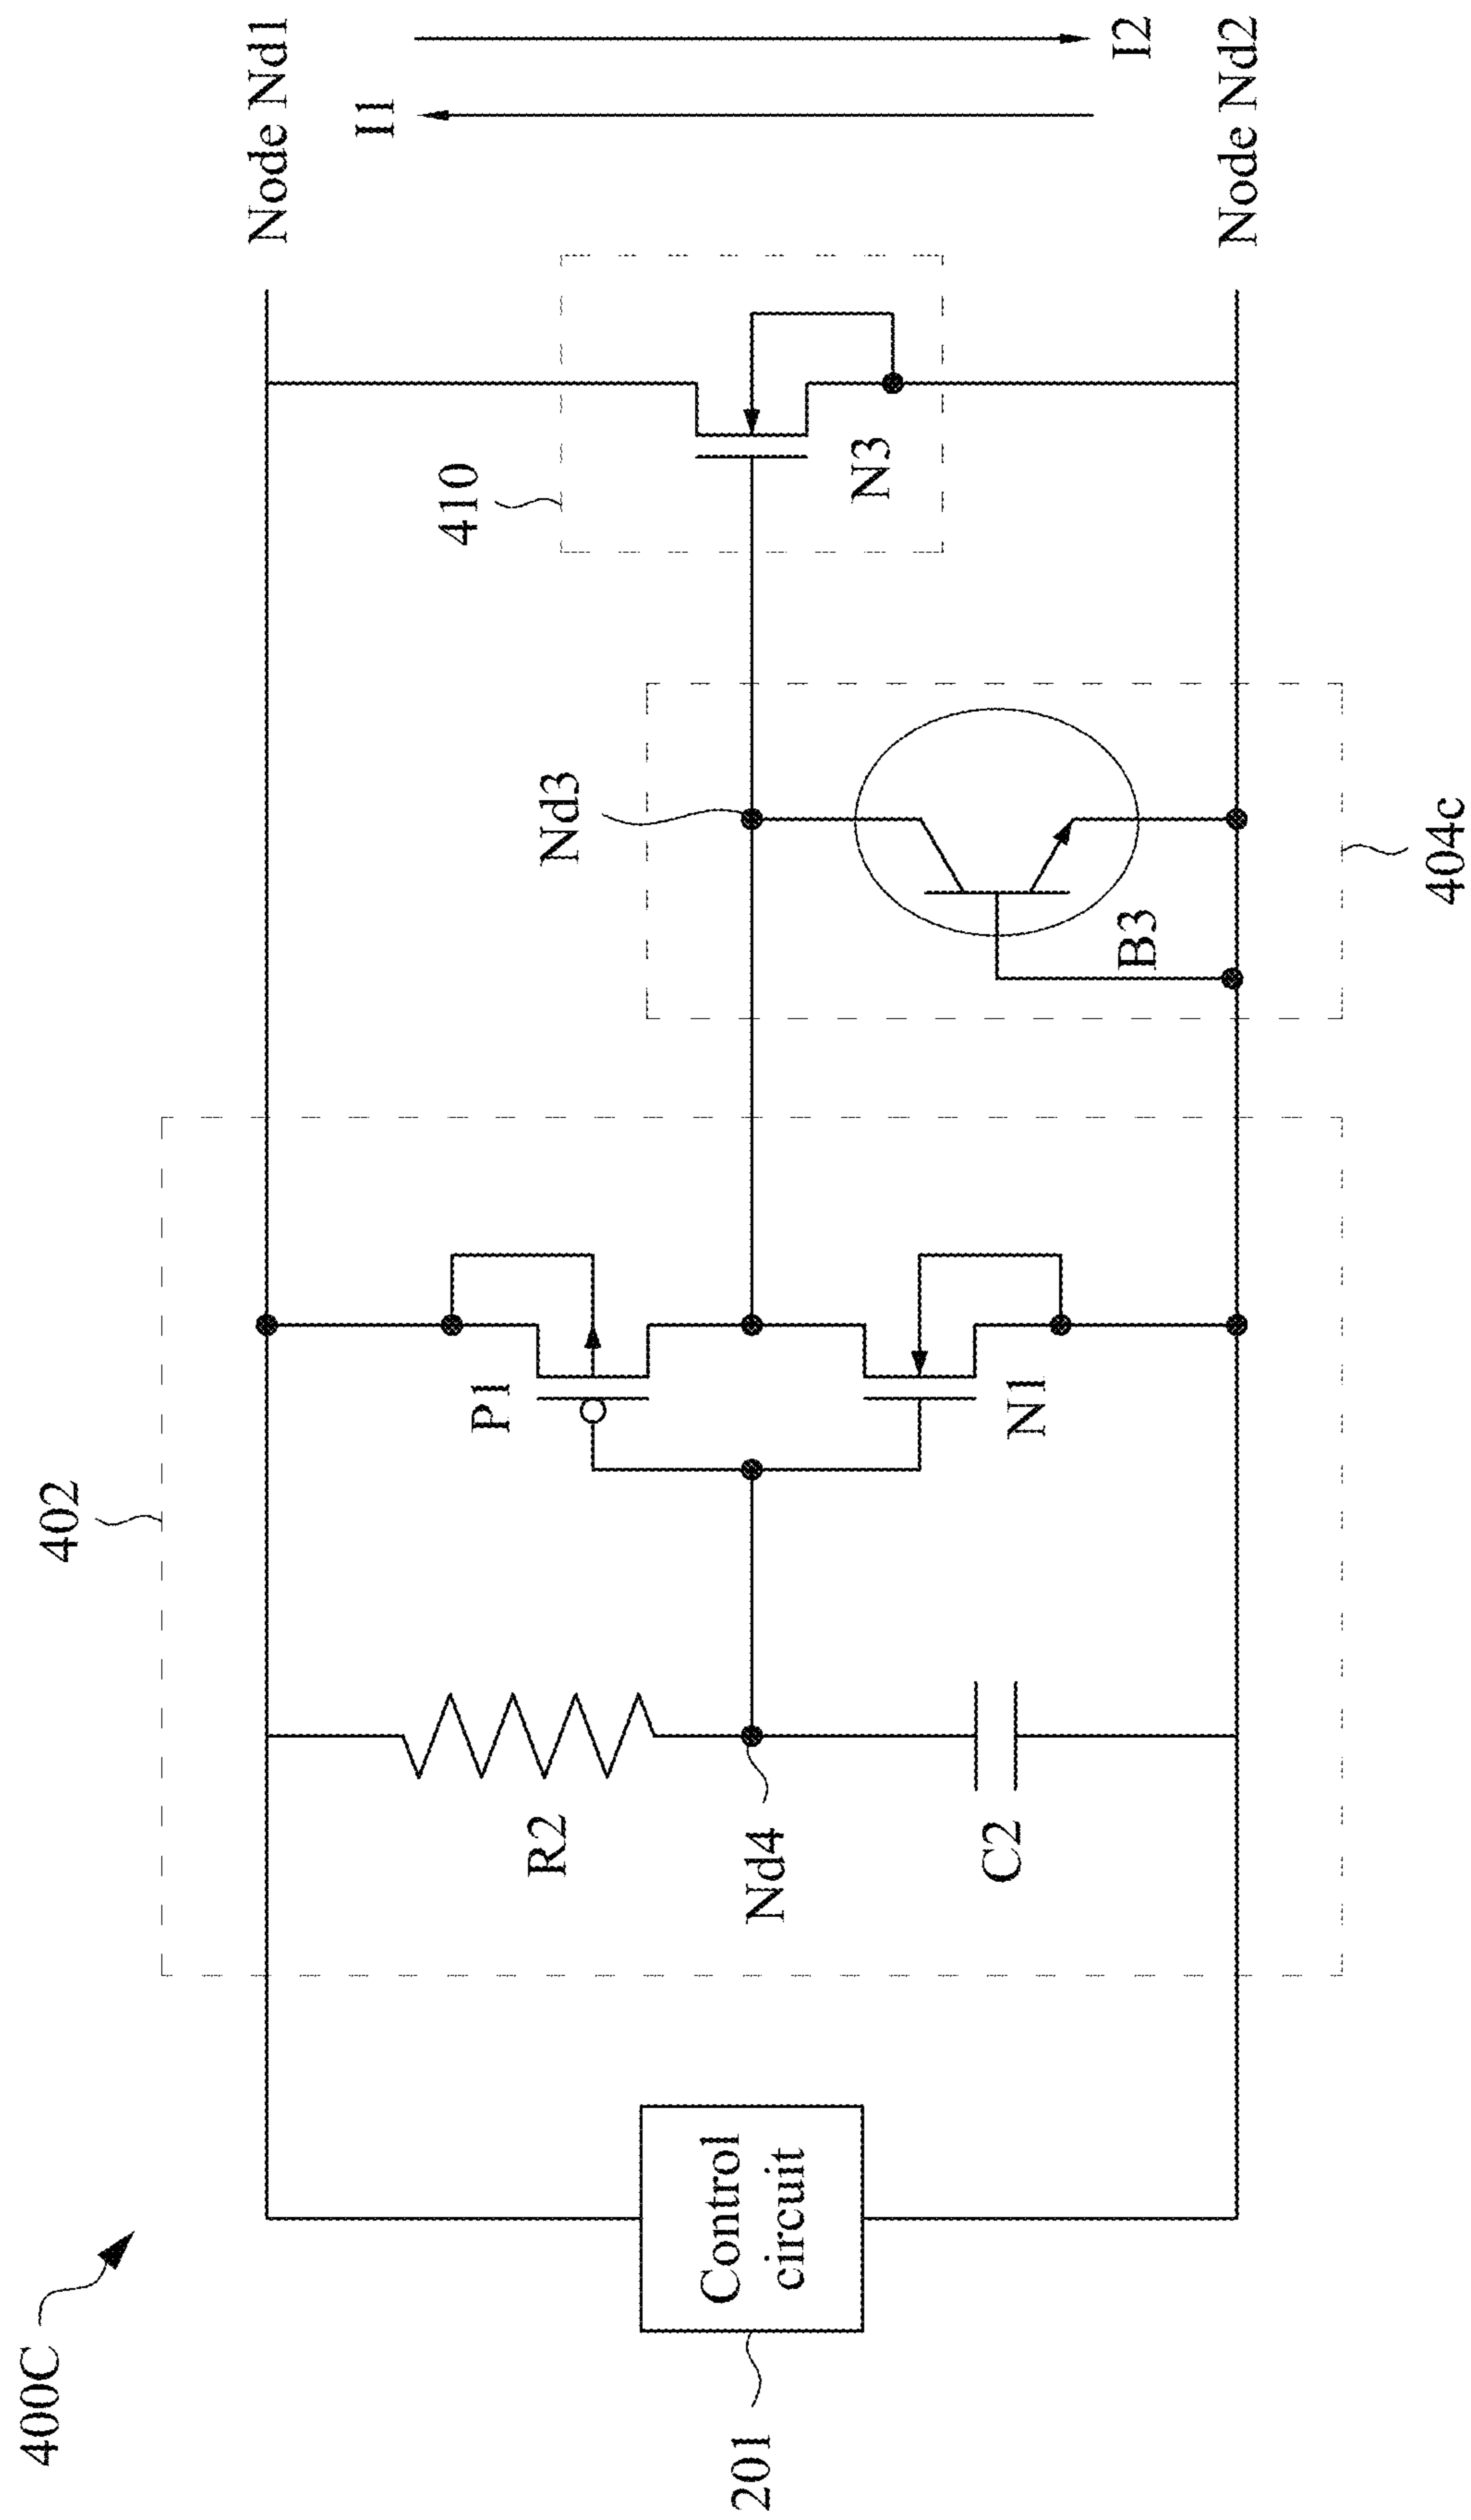 400C
402
Node Nd1
I1
I2
410
P1
R2
Nd3
N3
Nd4
Control
circuit
201
N1
C2
B3
Node Nd2
404c